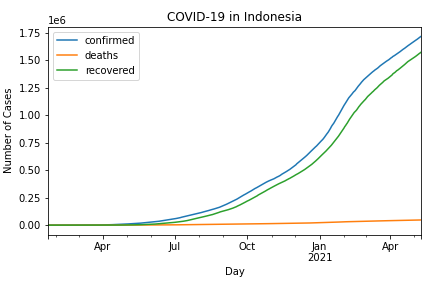 COVID-19 in Indonesia
1e6
confirmed
deaths
recovered
1.75
1.50
1.25
1.00
0.75
0.50
0.25
0.00
Number of Cases
Apr
Jul
Oct
Jan
2021
Apr
Day